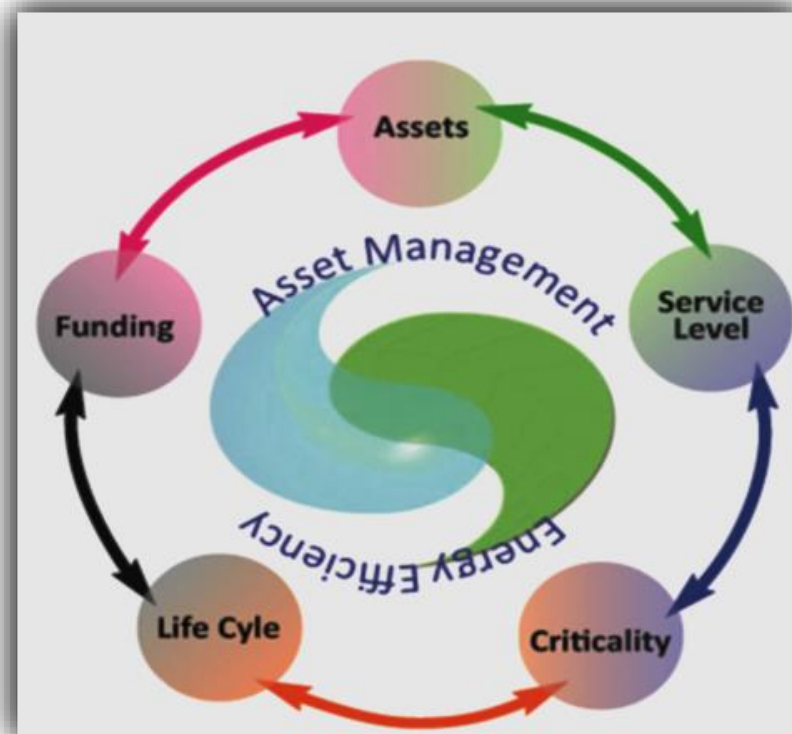 Assets
Asset Management
Funding
Service
Level
Energy Efficiency
Life Cyle
Criticality